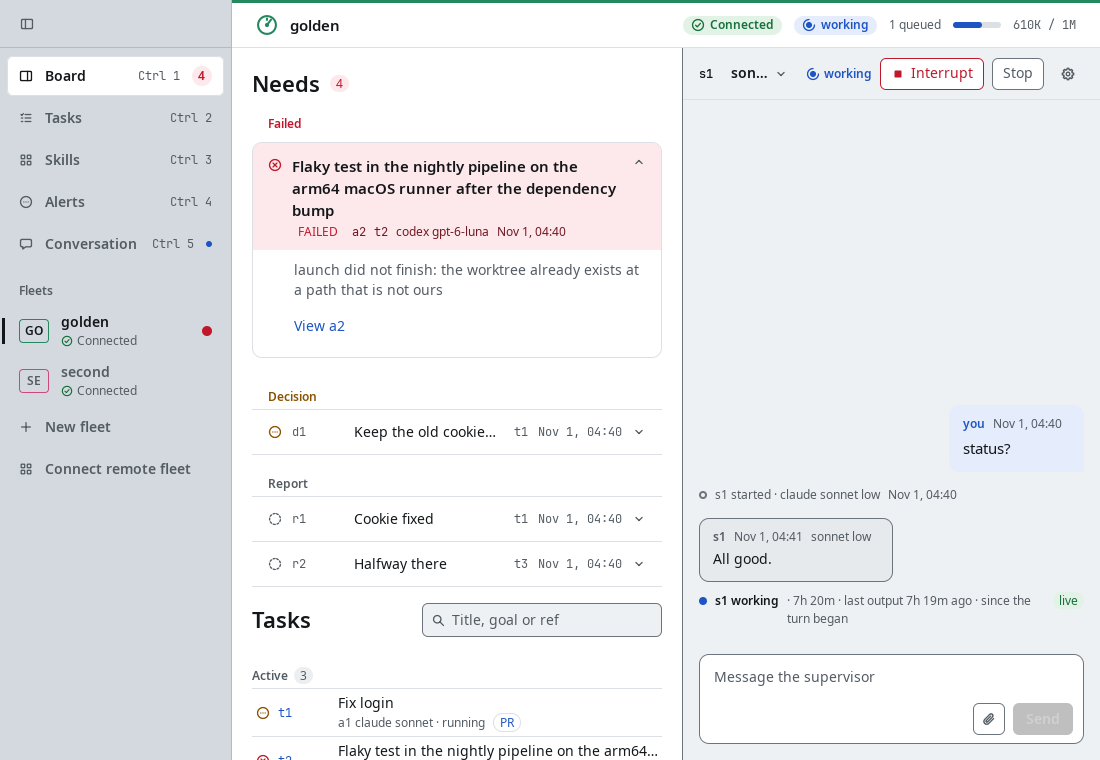 golden
Connected
working
1 queued
610K / 1M
Board Ctrl 1 4
Tasks Ctrl 2
Skills Ctrl 3
Alerts Ctrl 4
Conversation Ctrl 5
Fleets
GO golden
Connected
SE second
Connected
New fleet
Connect remote fleet
Needs 4
Failed
Flaky test in the nightly pipeline on the
arm64 macOS runner after the dependency
bump
FAILED a2 t2 codex gpt-6-luna Nov 1, 04:40
launch did not finish: the worktree already exists at
a path that is not ours
View a2
Decision
d1 Keep the old cookie… t1 Nov 1, 04:40
Report
r1 Cookie fixed t1 Nov 1, 04:40
r2 Halfway there t3 Nov 1, 04:40
Tasks
Title, goal or ref
Active 3
t1 Fix login
a1 claude sonnet · running PR
t2 Flaky test in the nightly pipeline on the arm64…
s1 son… working Interrupt Stop
you Nov 1, 04:40
status?
s1 started · claude sonnet low Nov 1, 04:40
s1 Nov 1, 04:41 sonnet low
All good.
s1 working · 7h 20m · last output 7h 19m ago · since the live
turn began
Message the supervisor
Send